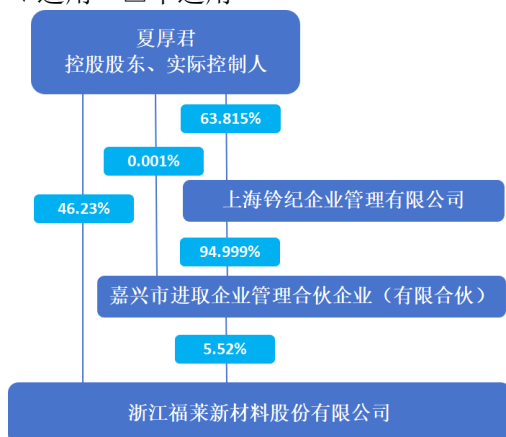 夏厚君
控股股东、实际控制人
63.815%
0.001%
上海钤纪企业管理有限公司
46.23%
94.999%
嘉兴市进取企业管理合伙企业（有限合伙）
5.52%
浙江福莱新材料股份有限公司